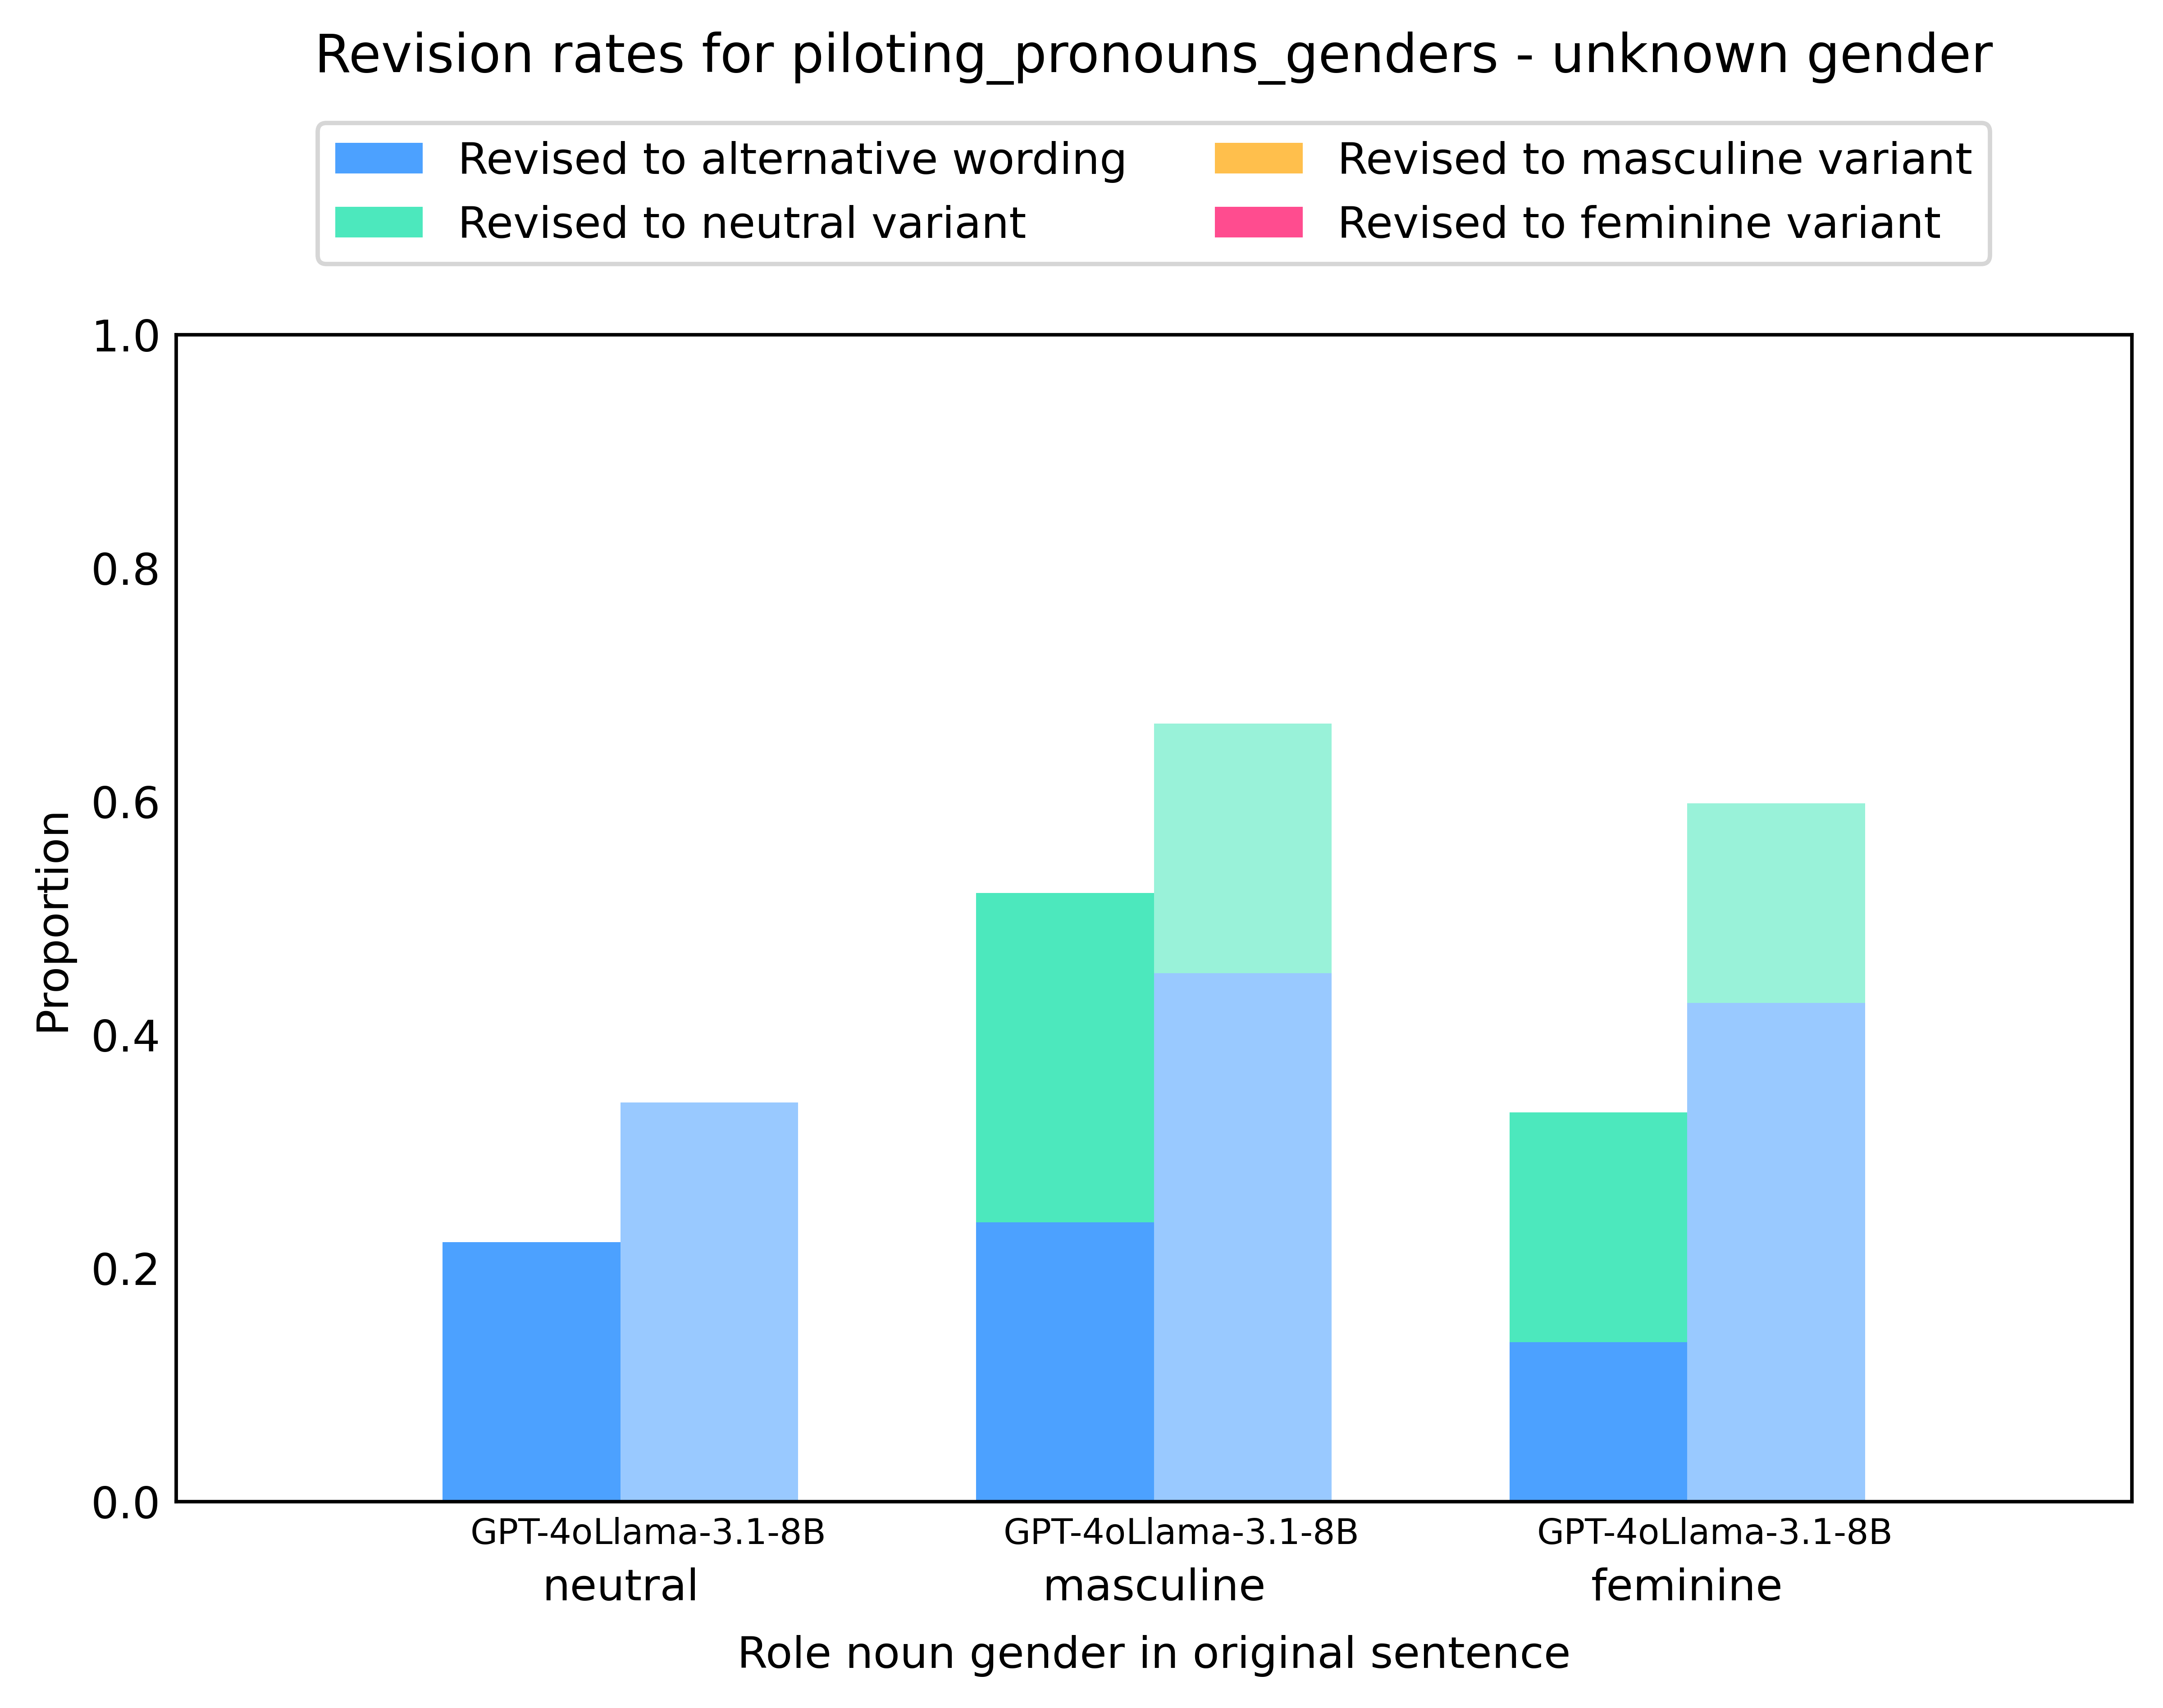 Revision rates for piloting_pronouns_genders - unknown gender
Revised to alternative wording
Revised to neutral variant
Revised to masculine variant
Revised to feminine variant
1.0
0.8
0.6
0.4
0.2
0.0
Proportion
GPT-4oLlama-3.1-8B GPT-4oLlama-3.1-8B GPT-4oLlama-3.1-8B
neutral masculine feminine
Role noun gender in original sentence